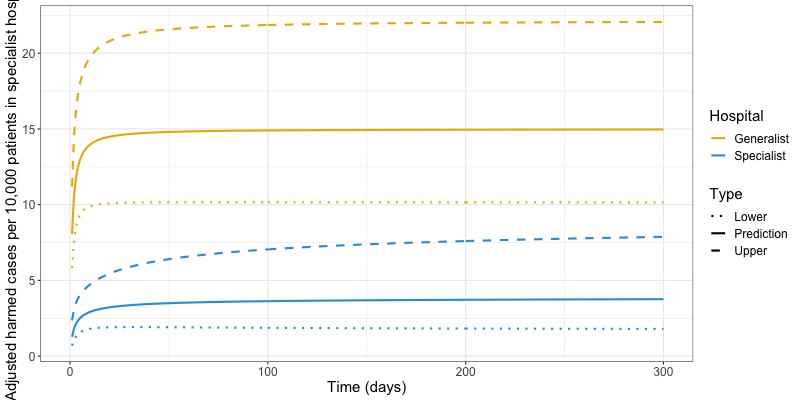 Adjusted harmed cases per 10,000 patients in specialist hosp
20
15
10
5
0
0 100 200 300
Time (days)
Hospital
Generalist
Specialist
Type
Lower
Prediction
Upper